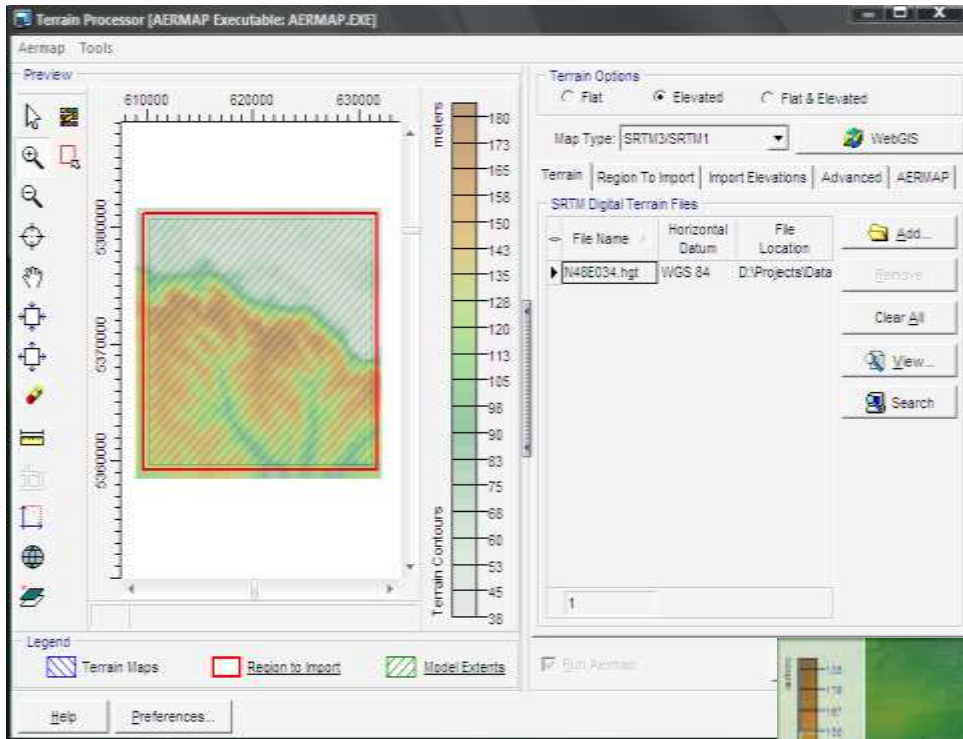 Terrain Processor [AERMAP Executable: AERMAP.EXE]
Aermap Tools
Preview
610000 620000 630000
5380000
5370000
5360000
meters
Terrain Contours
180
173
165
158
150
143
135
128
120
113
105
98
90
83
75
68
60
53
45
38
Terrain Options
Flat Elevated Flat & Elevated
Map Type: SRTM3/SRTM1 WebGIS
Terrain Region To Import Import Elevations Advanced AERMAP
SRTM Digital Terrain Files
File Name Horizontal Datum File Location
N48E034.hgt WGS 84 D:\Projects\Data
Add...
Remove
Clear All
View...
Search
1
Legend
Terrain Maps Region to Import Model Extents
Run Aermap
Help Preferences...